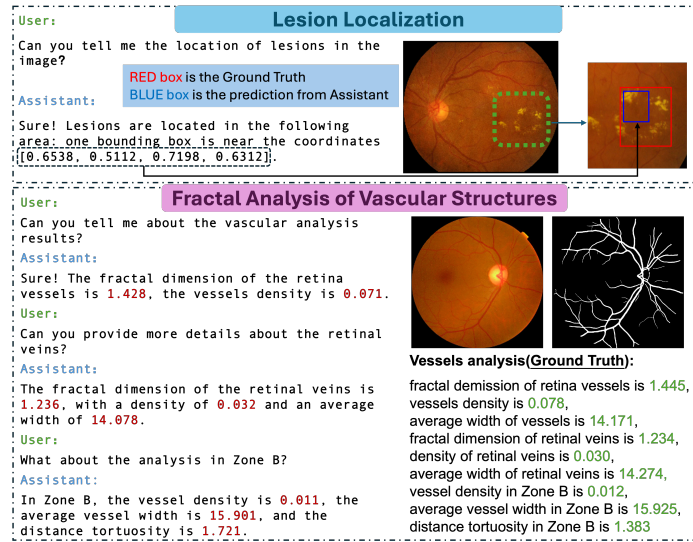 Lesion Localization
User:
Can you tell me the location of lesions in the
image?
RED box is the Ground Truth
BLUE box is the prediction from Assistant
Assistant:
Sure! Lesions are located in the following
area: one bounding box is near the coordinates
[0.6538, 0.5112, 0.7198, 0.6312].
Fractal Analysis of Vascular Structures
User:
Can you tell me about the vascular analysis
results?
Assistant:
Sure! The fractal dimension of the retina
vessels is 1.428, the vessels density is 0.071.
User:
Can you provide more details about the retinal
veins?
Assistant:
The fractal dimension of the retinal veins is
1.236, with a density of 0.032 and an average
width of 14.078.
User:
What about the analysis in Zone B?
Assistant:
In Zone B, the vessel density is 0.011, the
average vessel width is 15.901, and the
distance tortuosity is 1.721.
Vessels analysis(Ground Truth):
fractal demission of retina vessels is 1.445,
vessels density is 0.078,
average width of vessels is 14.171,
fractal dimension of retinal veins is 1.234,
density of retinal veins is 0.030,
average width of retinal veins is 14.274,
vessel density in Zone B is 0.012,
average vessel width in Zone B is 15.925,
distance tortuosity in Zone B is 1.383